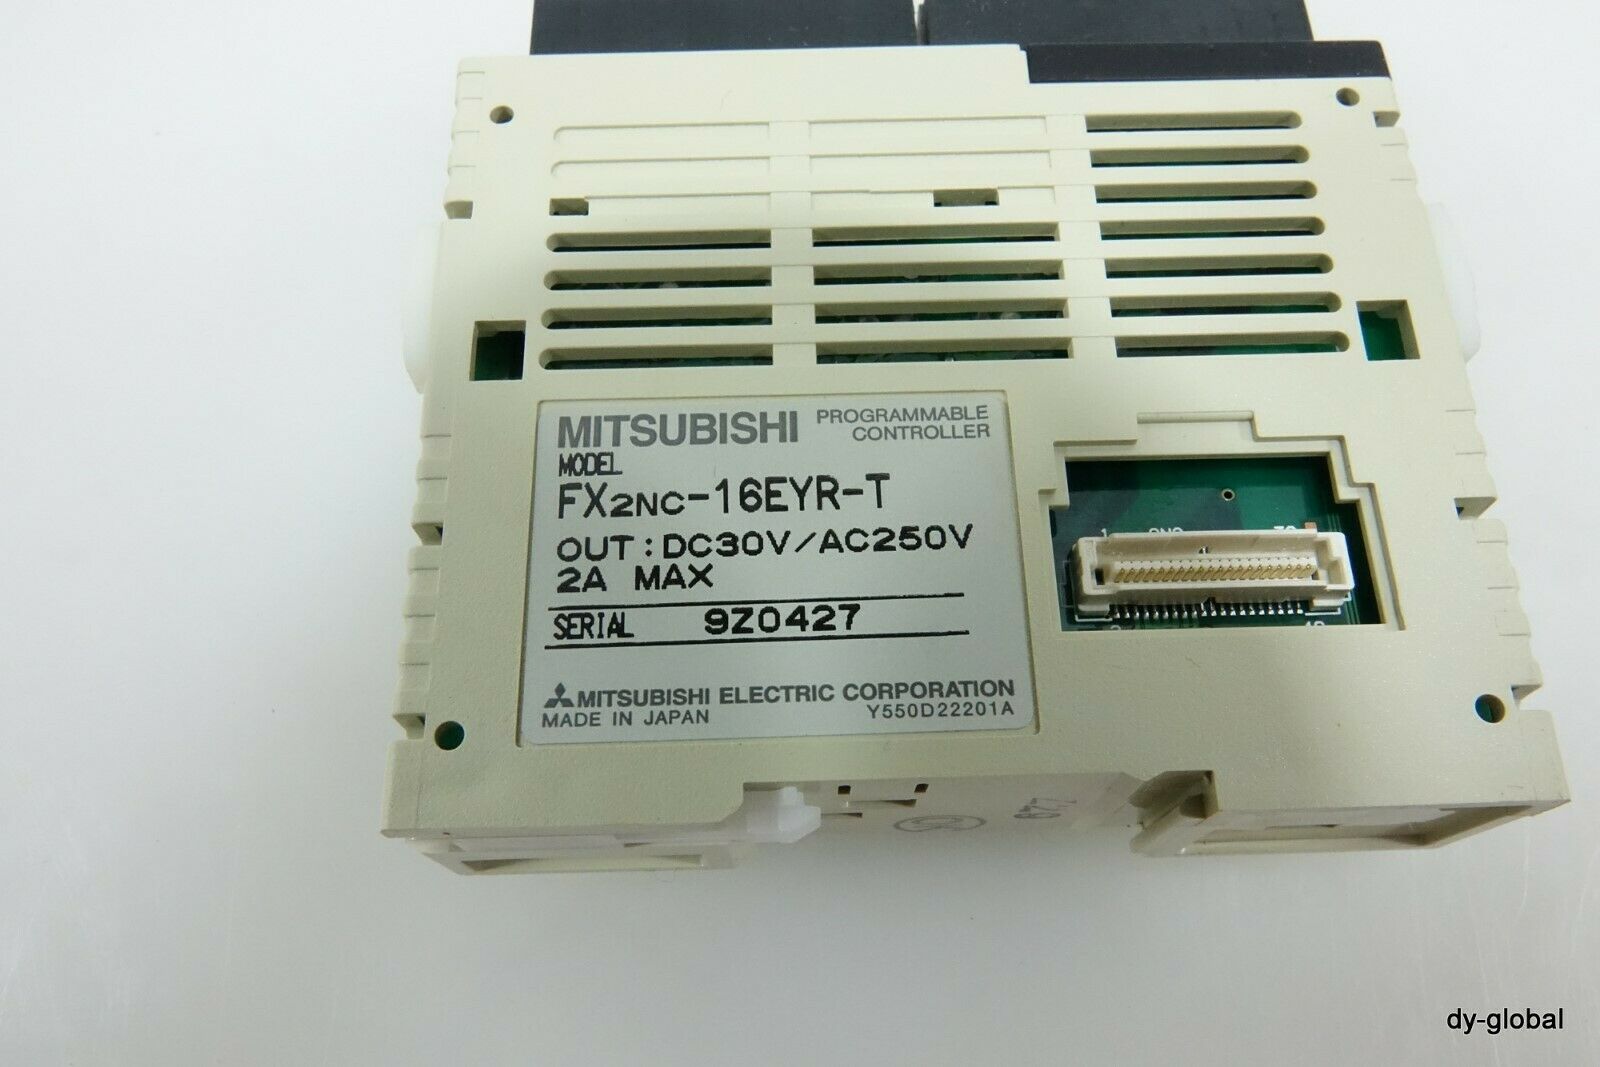 MITSUBISHI PROGRAMMABLE CONTROLLER
MODEL
FX2NC-16EYR-T
OUT:DC30V/AC250V
2A MAX
SERIAL 9Z0427
MITSUBISHI ELECTRIC CORPORATION
MADE IN JAPAN Y550D22201A
dy-global